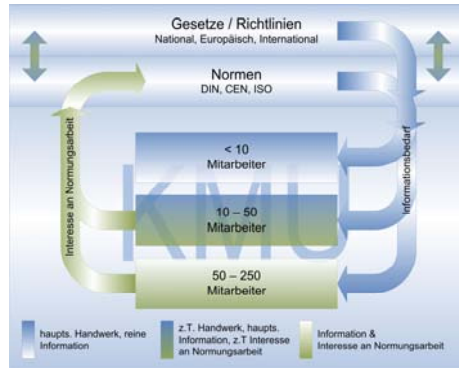 Gesetze / Richtlinien
National, Europäisch, International
Normen
DIN, CEN, ISO
Interesse an Normungsarbeit
Informationsbedarf
KMU
< 10
Mitarbeiter
10 – 50
Mitarbeiter
50 – 250
Mitarbeiter
haupts. Handwerk, reine
Information
z.T. Handwerk, haupts.
Information, z.T Interesse
an Normungsarbeit
Information &
Interesse an Normungsarbeit